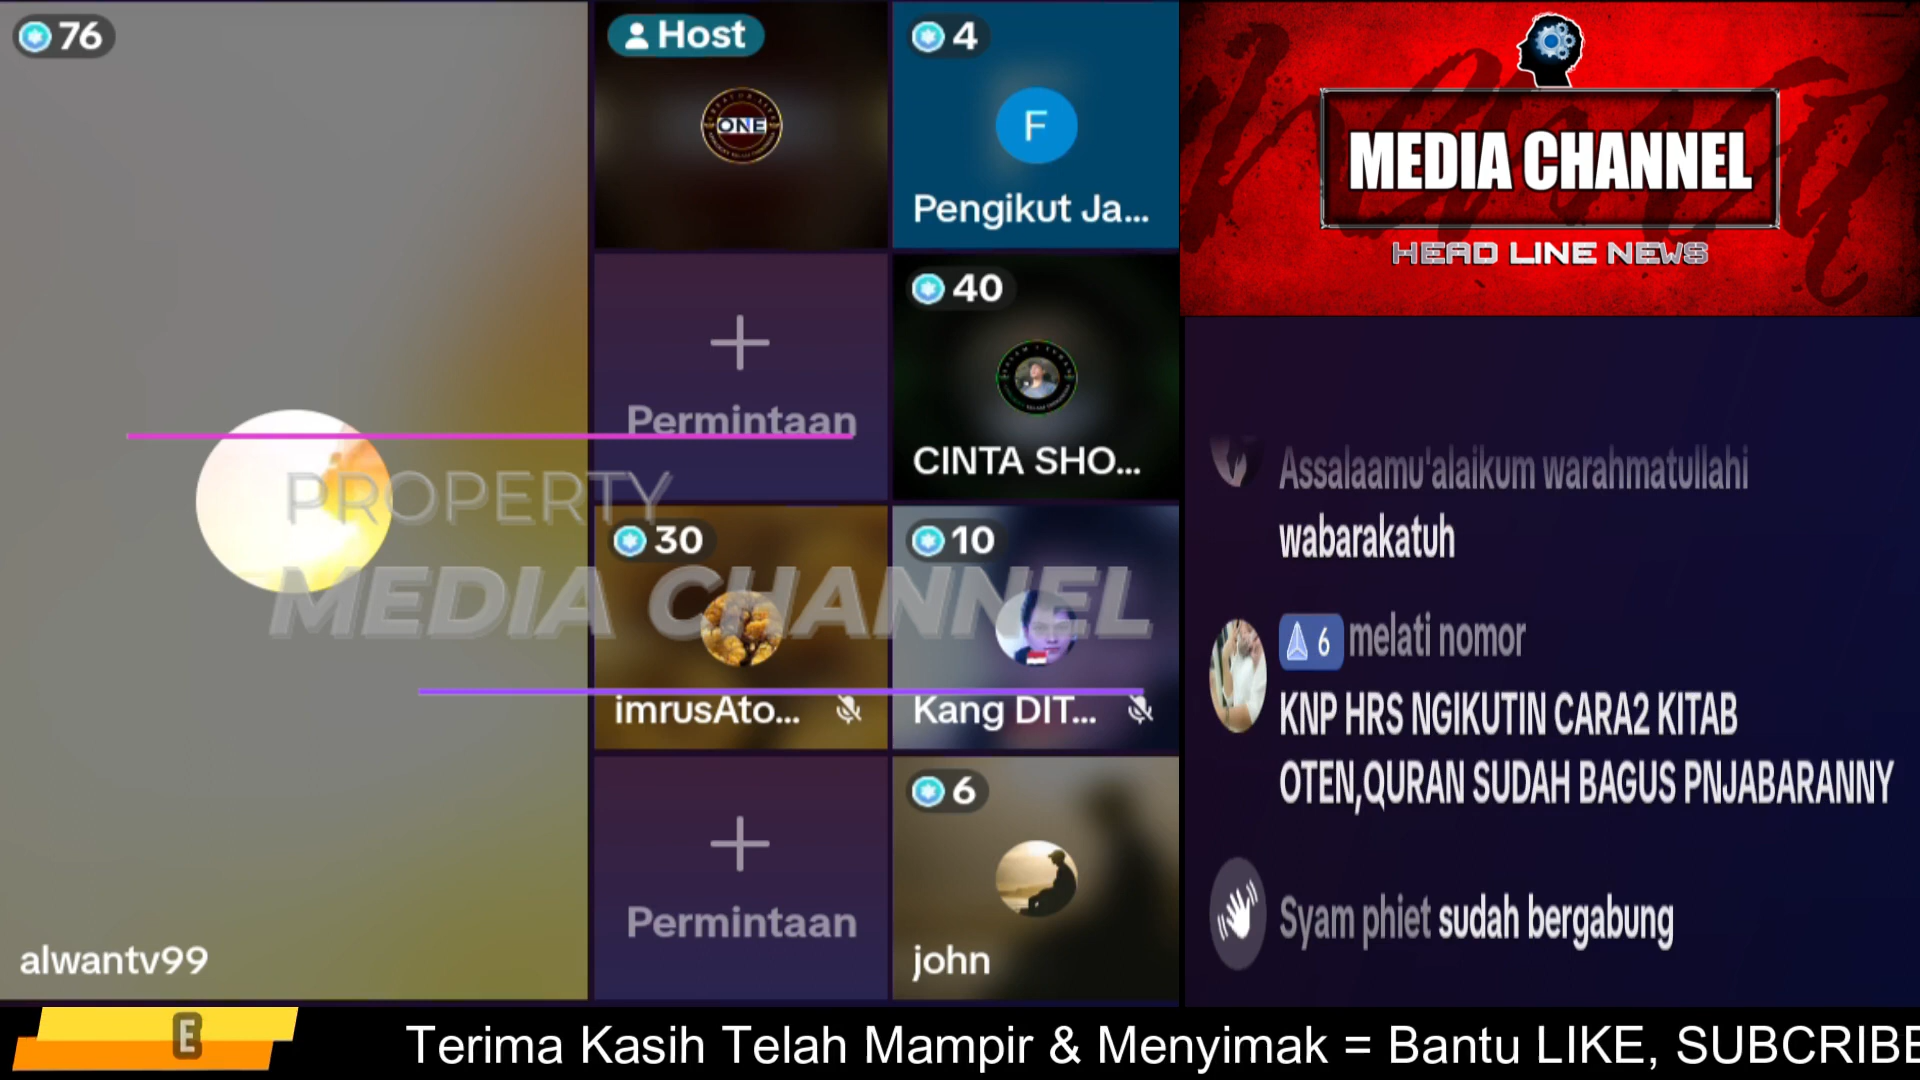 76
Host
ONE
4
F
Pengikut Ja...
Permintaan
40
CINTA SHO...
PROPERTY
MEDIA CHANNEL
30
imrusAto...
10
Kang DIT...
Permintaan
6
john
alwantv99
MEDIA CHANNEL
HEAD LINE NEWS
Assalaamu'alaikum warahmatullahi
wabarakatuh
6 melati nomor
KNP HRS NGIKUTIN CARA2 KITAB
OTEN,QURAN SUDAH BAGUS PNJABARANNY
Syam phiet sudah bergabung
E
Terima Kasih Telah Mampir & Menyimak = Bantu LIKE, SUBCRIBE